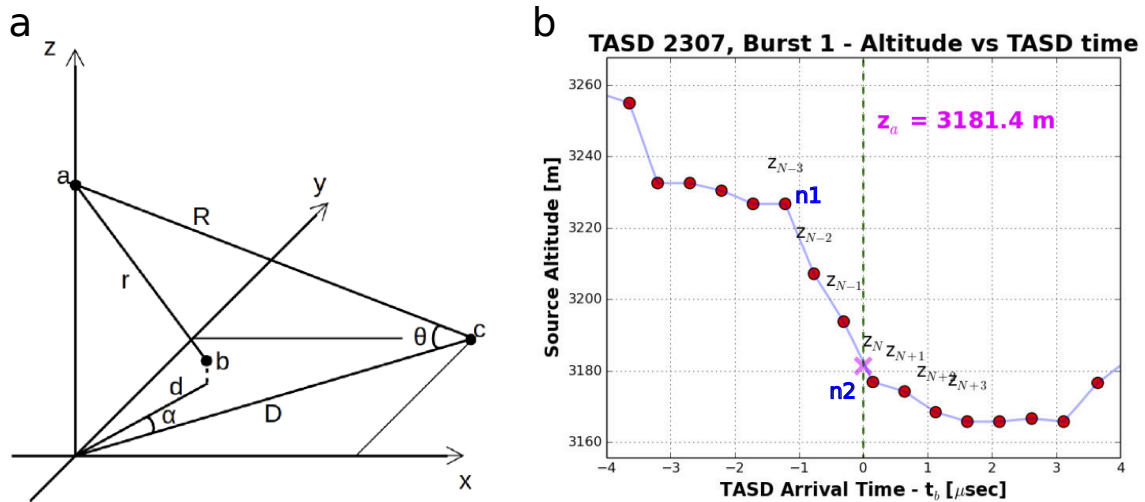 a
z
a
y
R
r
b
c
θ
d
α
D
x
b
TASD 2307, Burst 1 - Altitude vs TASD time
Source Altitude [m]
3260
3240
3220
3200
3180
3160
z_a = 3181.4 m
z_{N−3}
n1
z_{N−2}
z_{N−1}
z_N
z_{N+1}
z_{N+2}
z_{N+3}
n2
−4 −3 −2 −1 0 1 2 3 4
TASD Arrival Time - t_b [μsec]